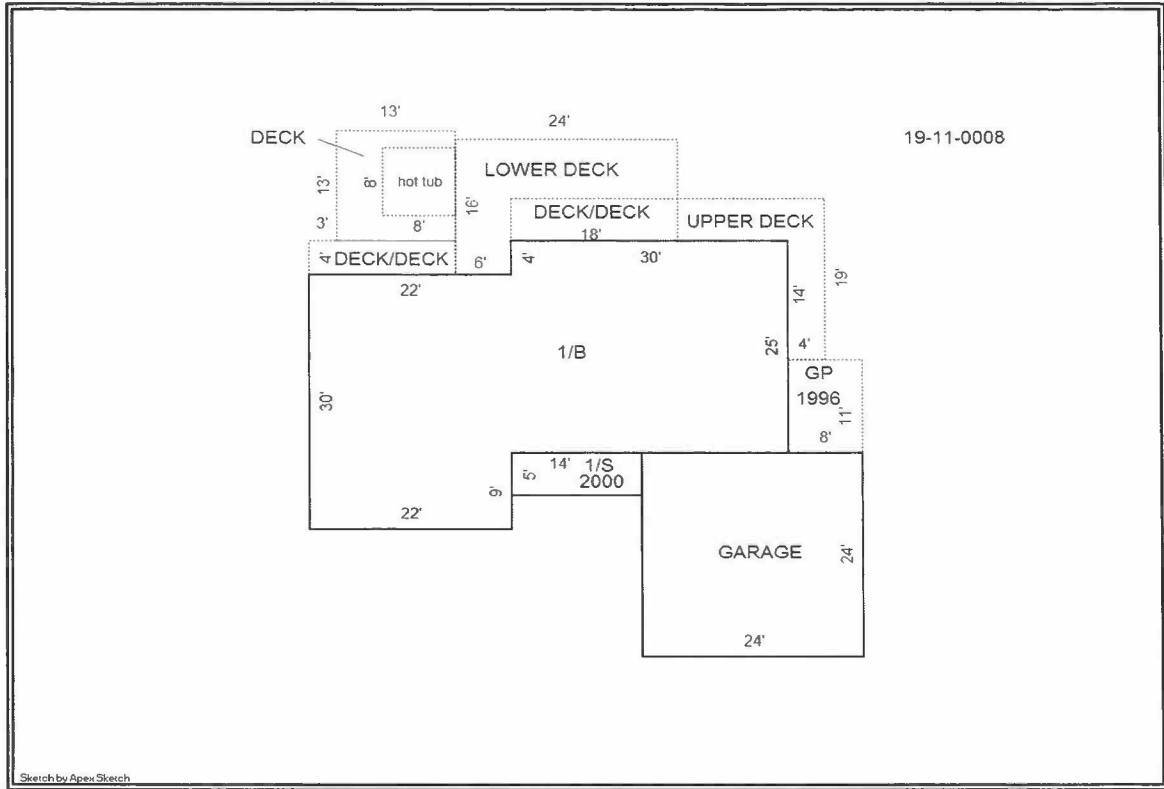 13'
24'
DECK
19-11-0008
LOWER DECK
13'
8'
hot tub
16'
3'
8'
DECK/DECK
UPPER DECK
18'
4'
DECK/DECK
6'
4'
30'
22'
14'
19'
1/B
25'
4'
GP
1996
30'
11'
8'
14'
1/S
5'
2000
9'
22'
GARAGE
24'
24'
Sketch by Apex Sketch